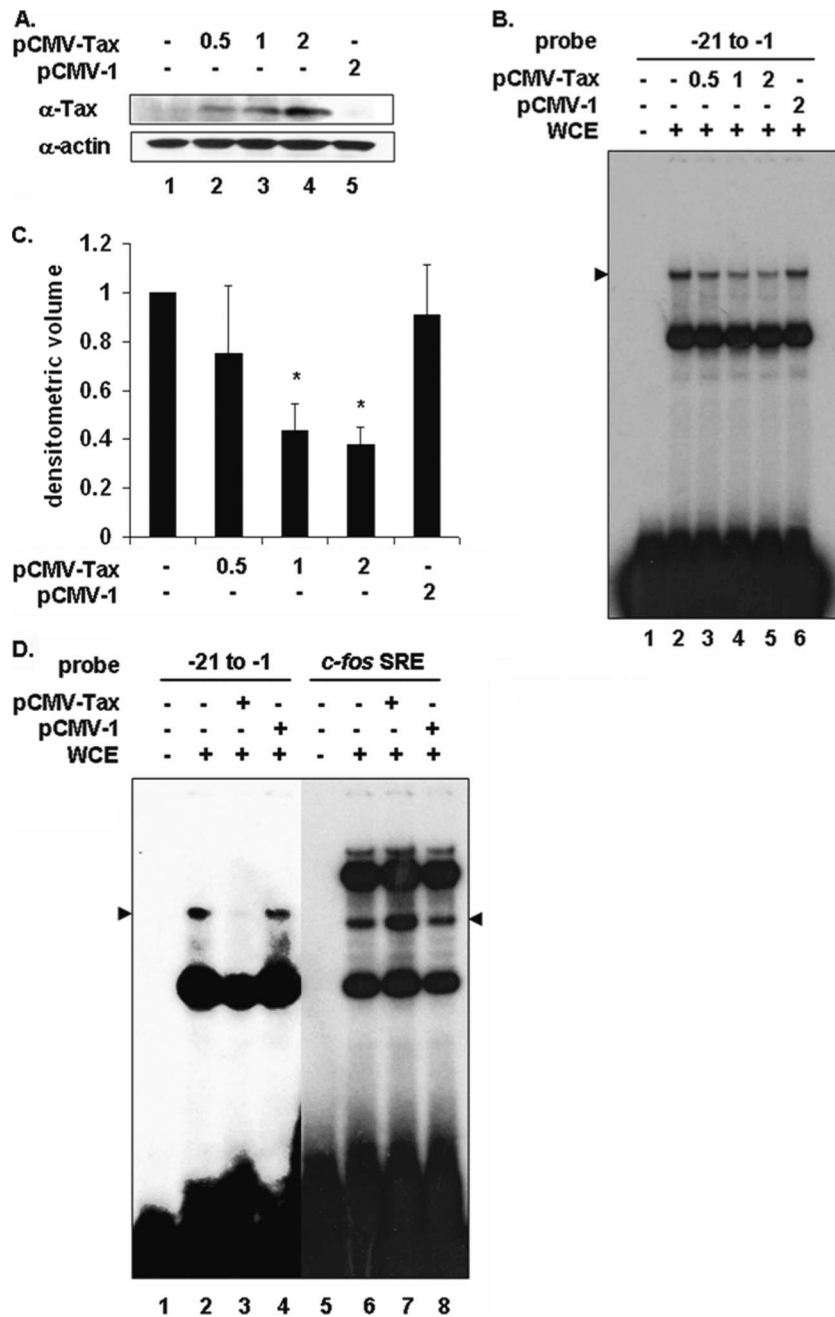 A.
pCMV-Tax - 0.5 1 2 -
pCMV-1 - - - - 2
α-Tax
α-actin
1 2 3 4 5
B.
probe -21 to -1
pCMV-Tax - - 0.5 1 2 -
pCMV-1 - - - - - 2
WCE - + + + + +
1 2 3 4 5 6
C.
densitometric volume
1.2
1
0.8
0.6
0.4
0.2
0
* *
pCMV-Tax - 0.5 1 2 -
pCMV-1 - - - - 2
D.
probe -21 to -1 c-fos SRE
pCMV-Tax - - + - - - + -
pCMV-1 - - - + - - - +
WCE - + + + - + + +
1 2 3 4 5 6 7 8